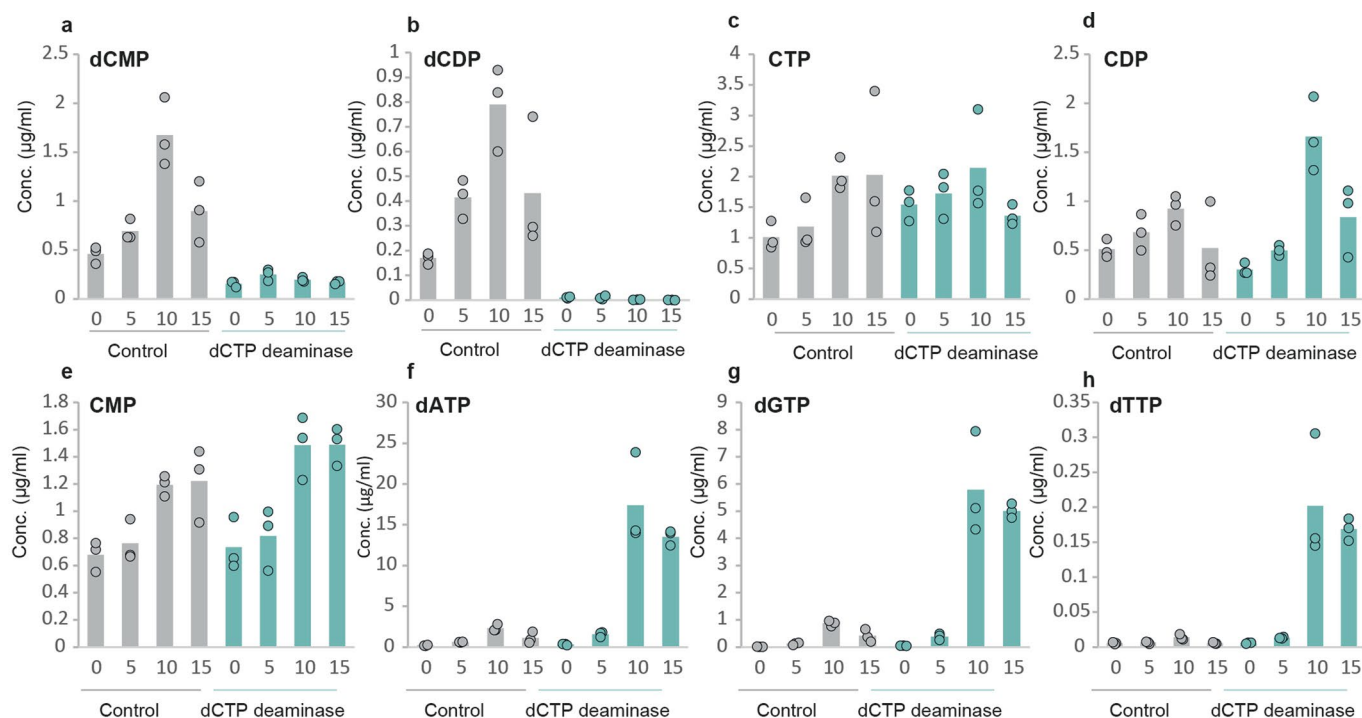 a
dCMP
Conc. (µg/ml)
2.5
2
1.5
1
0.5
0
0 5 10 15 0 5 10 15
Control dCTP deaminase
b
dCDP
Conc. (µg/ml)
1
0.9
0.8
0.7
0.6
0.5
0.4
0.3
0.2
0.1
0
0 5 10 15 0 5 10 15
Control dCTP deaminase
c
CTP
Conc. (µg/ml)
4
3.5
3
2.5
2
1.5
1
0.5
0
0 5 10 15 0 5 10 15
Control dCTP deaminase
d
CDP
Conc. (µg/ml)
2.5
2
1.5
1
0.5
0
0 5 10 15 0 5 10 15
Control dCTP deaminase
e
CMP
Conc. (µg/ml)
1.8
1.6
1.4
1.2
1
0.8
0.6
0.4
0.2
0
0 5 10 15 0 5 10 15
Control dCTP deaminase
f
dATP
Conc. (µg/ml)
30
25
20
15
10
5
0
0 5 10 15 0 5 10 15
Control dCTP deaminase
g
dGTP
Conc. (µg/ml)
9
8
7
6
5
4
3
2
1
0
0 5 10 15 0 5 10 15
Control dCTP deaminase
h
dTTP
Conc. (µg/ml)
0.35
0.3
0.25
0.2
0.15
0.1
0.05
0
0 5 10 15 0 5 10 15
Control dCTP deaminase